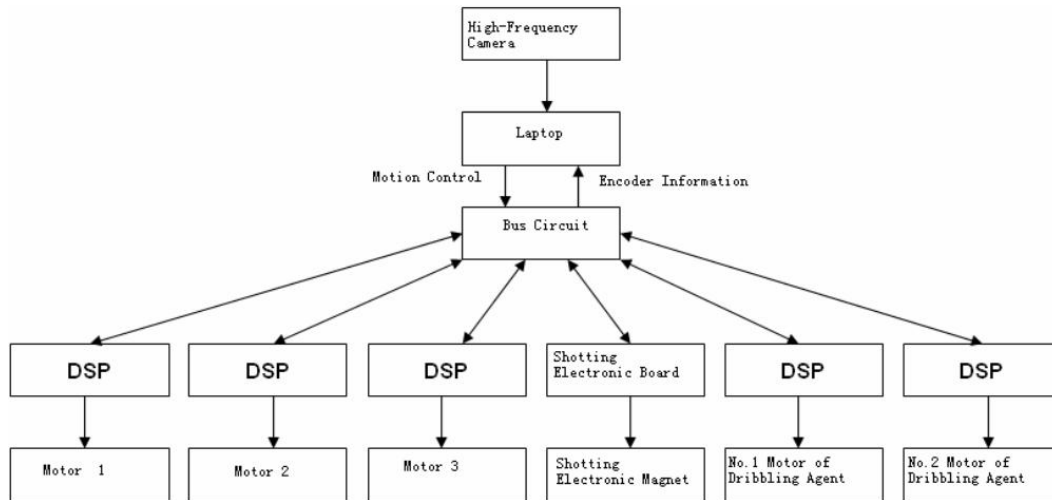 High-Frequency
Camera
Laptop
Motion Control
Encoder Information
Bus Circuit
DSP
DSP
DSP
Shotting
Electronic Board
DSP
DSP
Motor 1
Motor 2
Motor 3
Shotting
Electronic Magnet
No.1 Motor of
Dribbling Agent
No.2 Motor of
Dribbling Agent